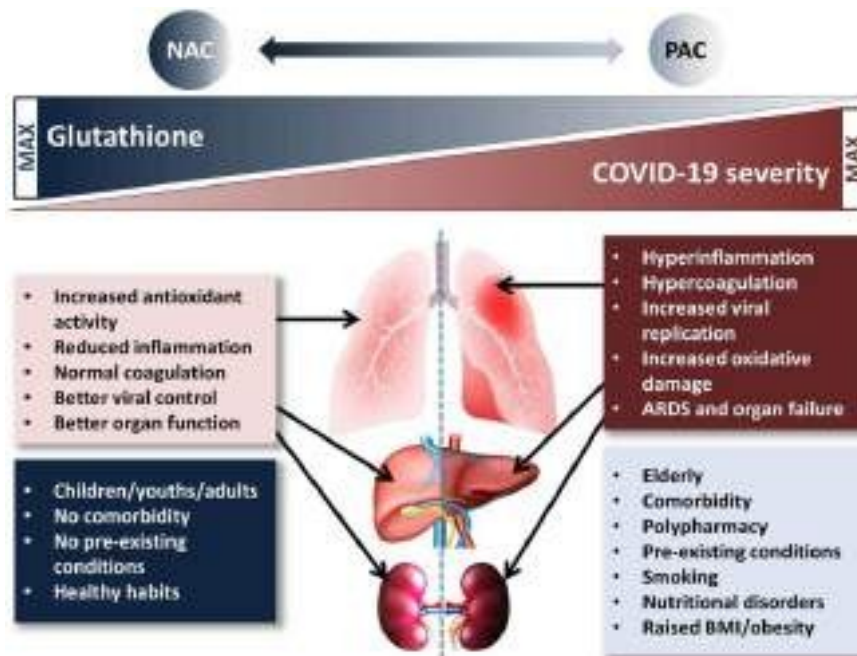 NAC
PAC
MAX
Glutathione
COVID-19 severity
MAX
• Increased antioxidant
activity
• Reduced inflammation
• Normal coagulation
• Better viral control
• Better organ function
• Hyperinflammation
• Hypercoagulation
• Increased viral
replication
• Increased oxidative
damage
• ARDS and organ failure
• Children/youths/adults
• No comorbidity
• No pre-existing
conditions
• Healthy habits
• Elderly
• Comorbidity
• Polypharmacy
• Pre-existing conditions
• Smoking
• Nutritional disorders
• Raised BMI/obesity